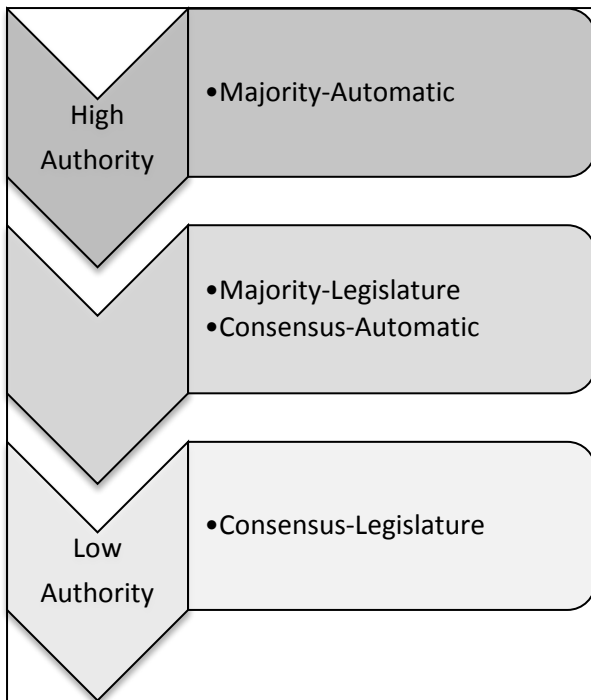 High
Authority
•Majority-Automatic
•Majority-Legislature
•Consensus-Automatic
Low
Authority
•Consensus-Legislature